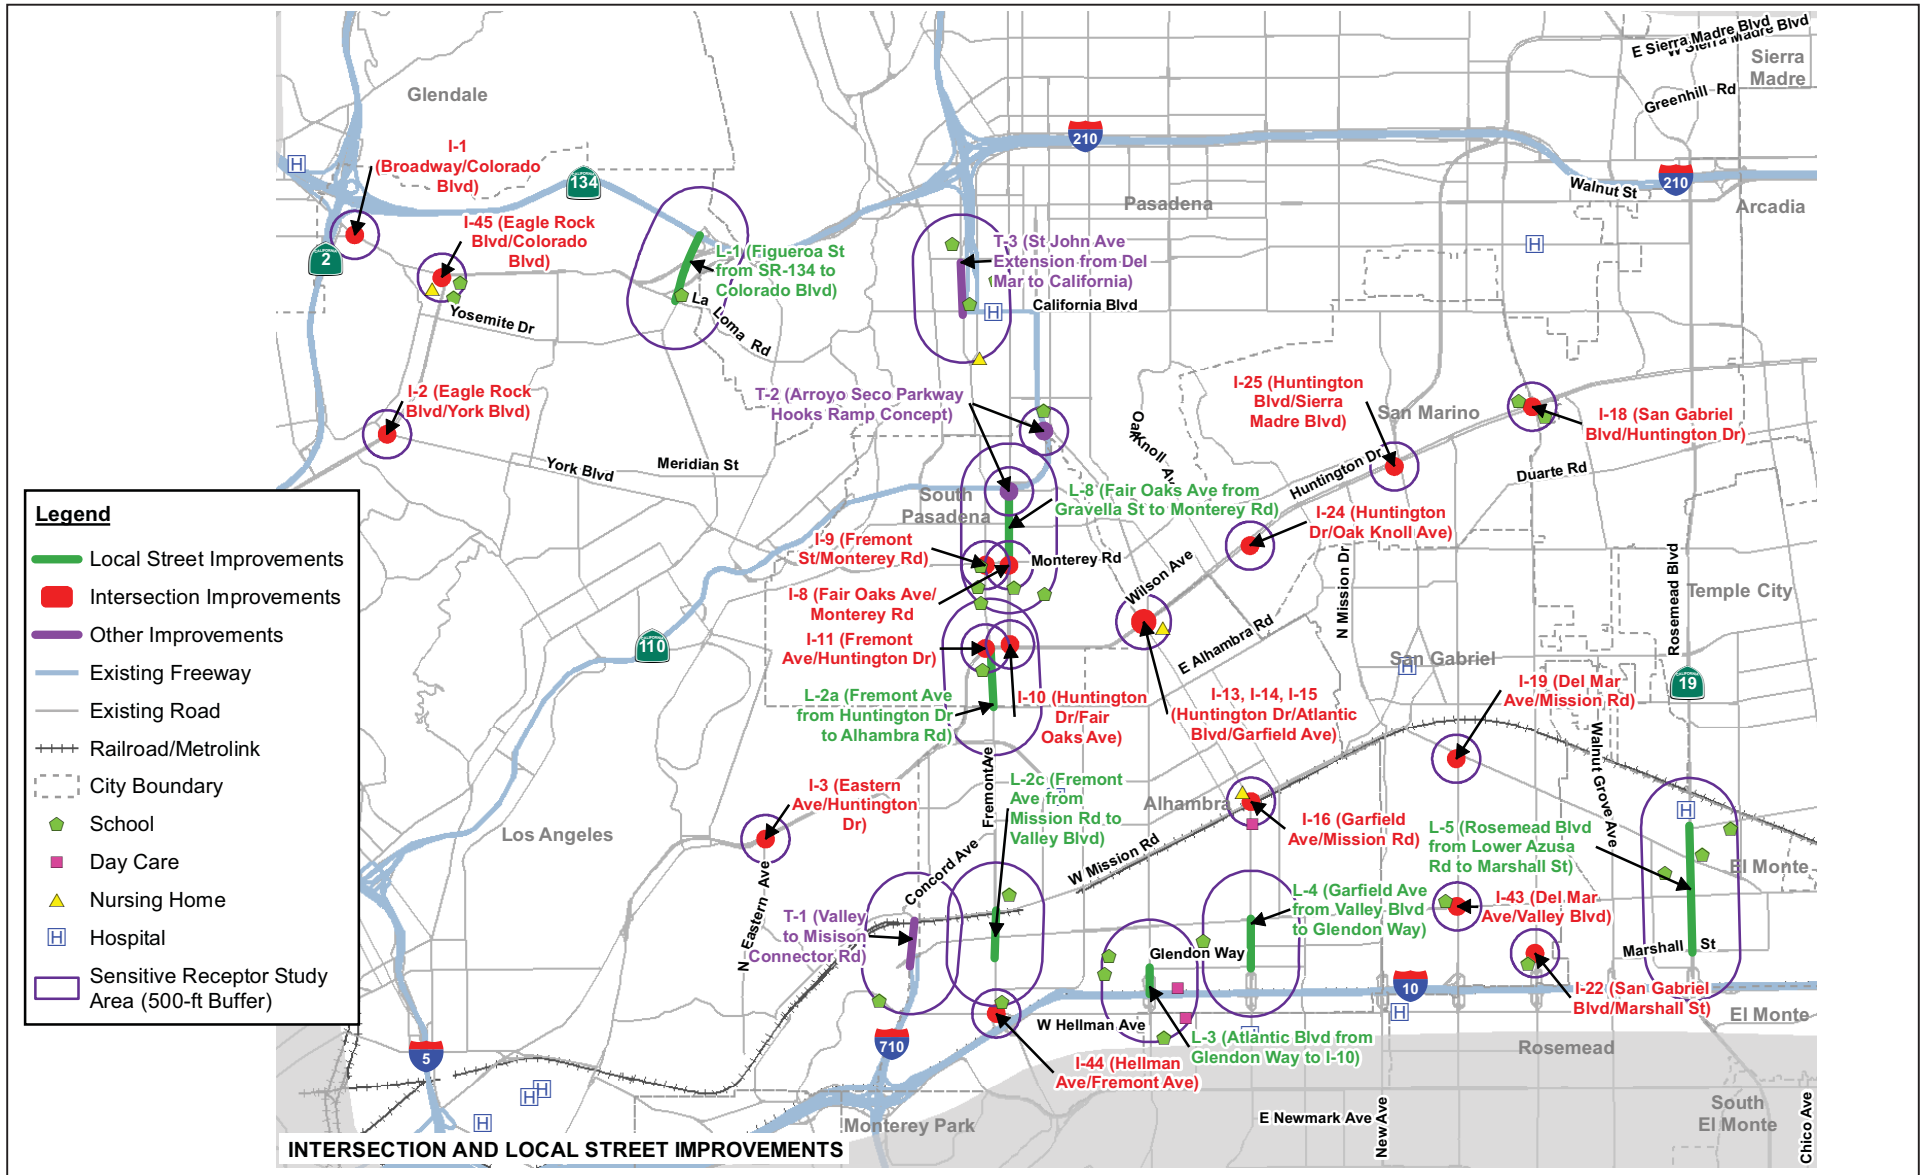 E Sierra Madre Blvd
W Sierra Madre Blvd
Sierra
Madre
Glendale
Greenhill Rd
210
I-1
(Broadway/Colorado
Blvd)
CALIFORNIA
134
210
Walnut St
Pasadena
Arcadia
I-45 (Eagle Rock
Blvd/Colorado
Blvd)
L-1 (Figueroa St
from SR-134 to
Colorado Blvd)
T-3 (St John Ave
Extension from Del
Mar to California)
CALIFORNIA
2
La Loma Rd
California Blvd
Yosemite Dr
I-2 (Eagle Rock
Blvd/York Blvd)
T-2 (Arroyo Seco Parkway
Hooks Ramp Concept)
I-25 (Huntington
Blvd/Sierra
Madre Blvd)
San Marino
I-18 (San Gabriel
Blvd/Huntington Dr)
Oak Knoll Av
York Blvd
Meridian St
Huntington Dr
Duarte Rd
South
Pasadena
L-8 (Fair Oaks Ave from
Gravella St to Monterey Rd)
I-24 (Huntington
Dr/Oak Knoll Ave)
I-9 (Fremont
St/Monterey Rd)
Monterey Rd
Wilson Ave
N Mission Dr
Rosemead Blvd
Temple City
I-8 (Fair Oaks Ave/
Monterey Rd
I-11 (Fremont
Ave/Huntington Dr)
E Alhambra Rd
CALIFORNIA
110
San Gabriel
CALIFORNIA
19
L-2a (Fremont Ave
from Huntington Dr
to Alhambra Rd)
I-10 (Huntington
Dr/Fair
Oaks Ave)
I-13, I-14, I-15
(Huntington Dr/Atlantic
Blvd/Garfield Ave)
I-19 (Del Mar
Ave/Mission Rd)
Walnut Grove Ave
FremontAve
I-3 (Eastern
Ave/Huntington
Dr)
L-2c (Fremont
Ave from
Mission Rd to
Valley Blvd)
Alhambra
I-16 (Garfield
Ave/Mission Rd)
L-5 (Rosemead Blvd
from Lower Azusa
Rd to Marshall St)
Los Angeles
El Monte
W Mission Rd
Concord Ave
N Eastern Ave
T-1 (Valley
to Misison
Connector Rd)
L-4 (Garfield Ave
from Valley Blvd
to Glendon Way)
I-43 (Del Mar
Ave/Valley Blvd)
Glendon Way
Marshall St
10
I-22 (San Gabriel
Blvd/Marshall St)
W Hellman Ave
El Monte
L-3 (Atlantic Blvd from
Glendon Way to I-10)
Rosemead
I-44 (Hellman
Ave/Fremont Ave)
5
710
Monterey Park
E Newmark Ave
New Ave
South
El Monte
Chico Ave
Legend
Local Street Improvements
Intersection Improvements
Other Improvements
Existing Freeway
Existing Road
Railroad/Metrolink
City Boundary
School
Day Care
Nursing Home
H Hospital
Sensitive Receptor Study
Area (500-ft Buffer)
INTERSECTION AND LOCAL STREET IMPROVEMENTS